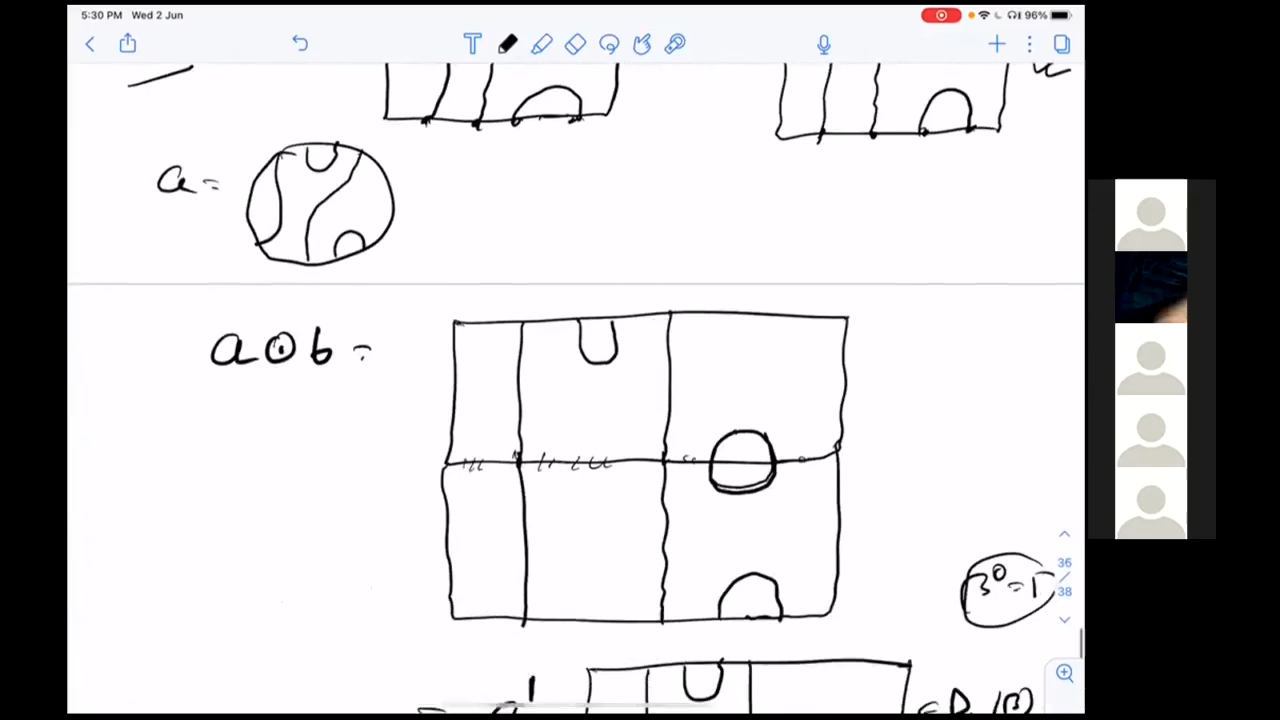 5:30 PM Wed 2 Jun
96%
a =
a ⊙ b =
3⁰ = 1
36
38